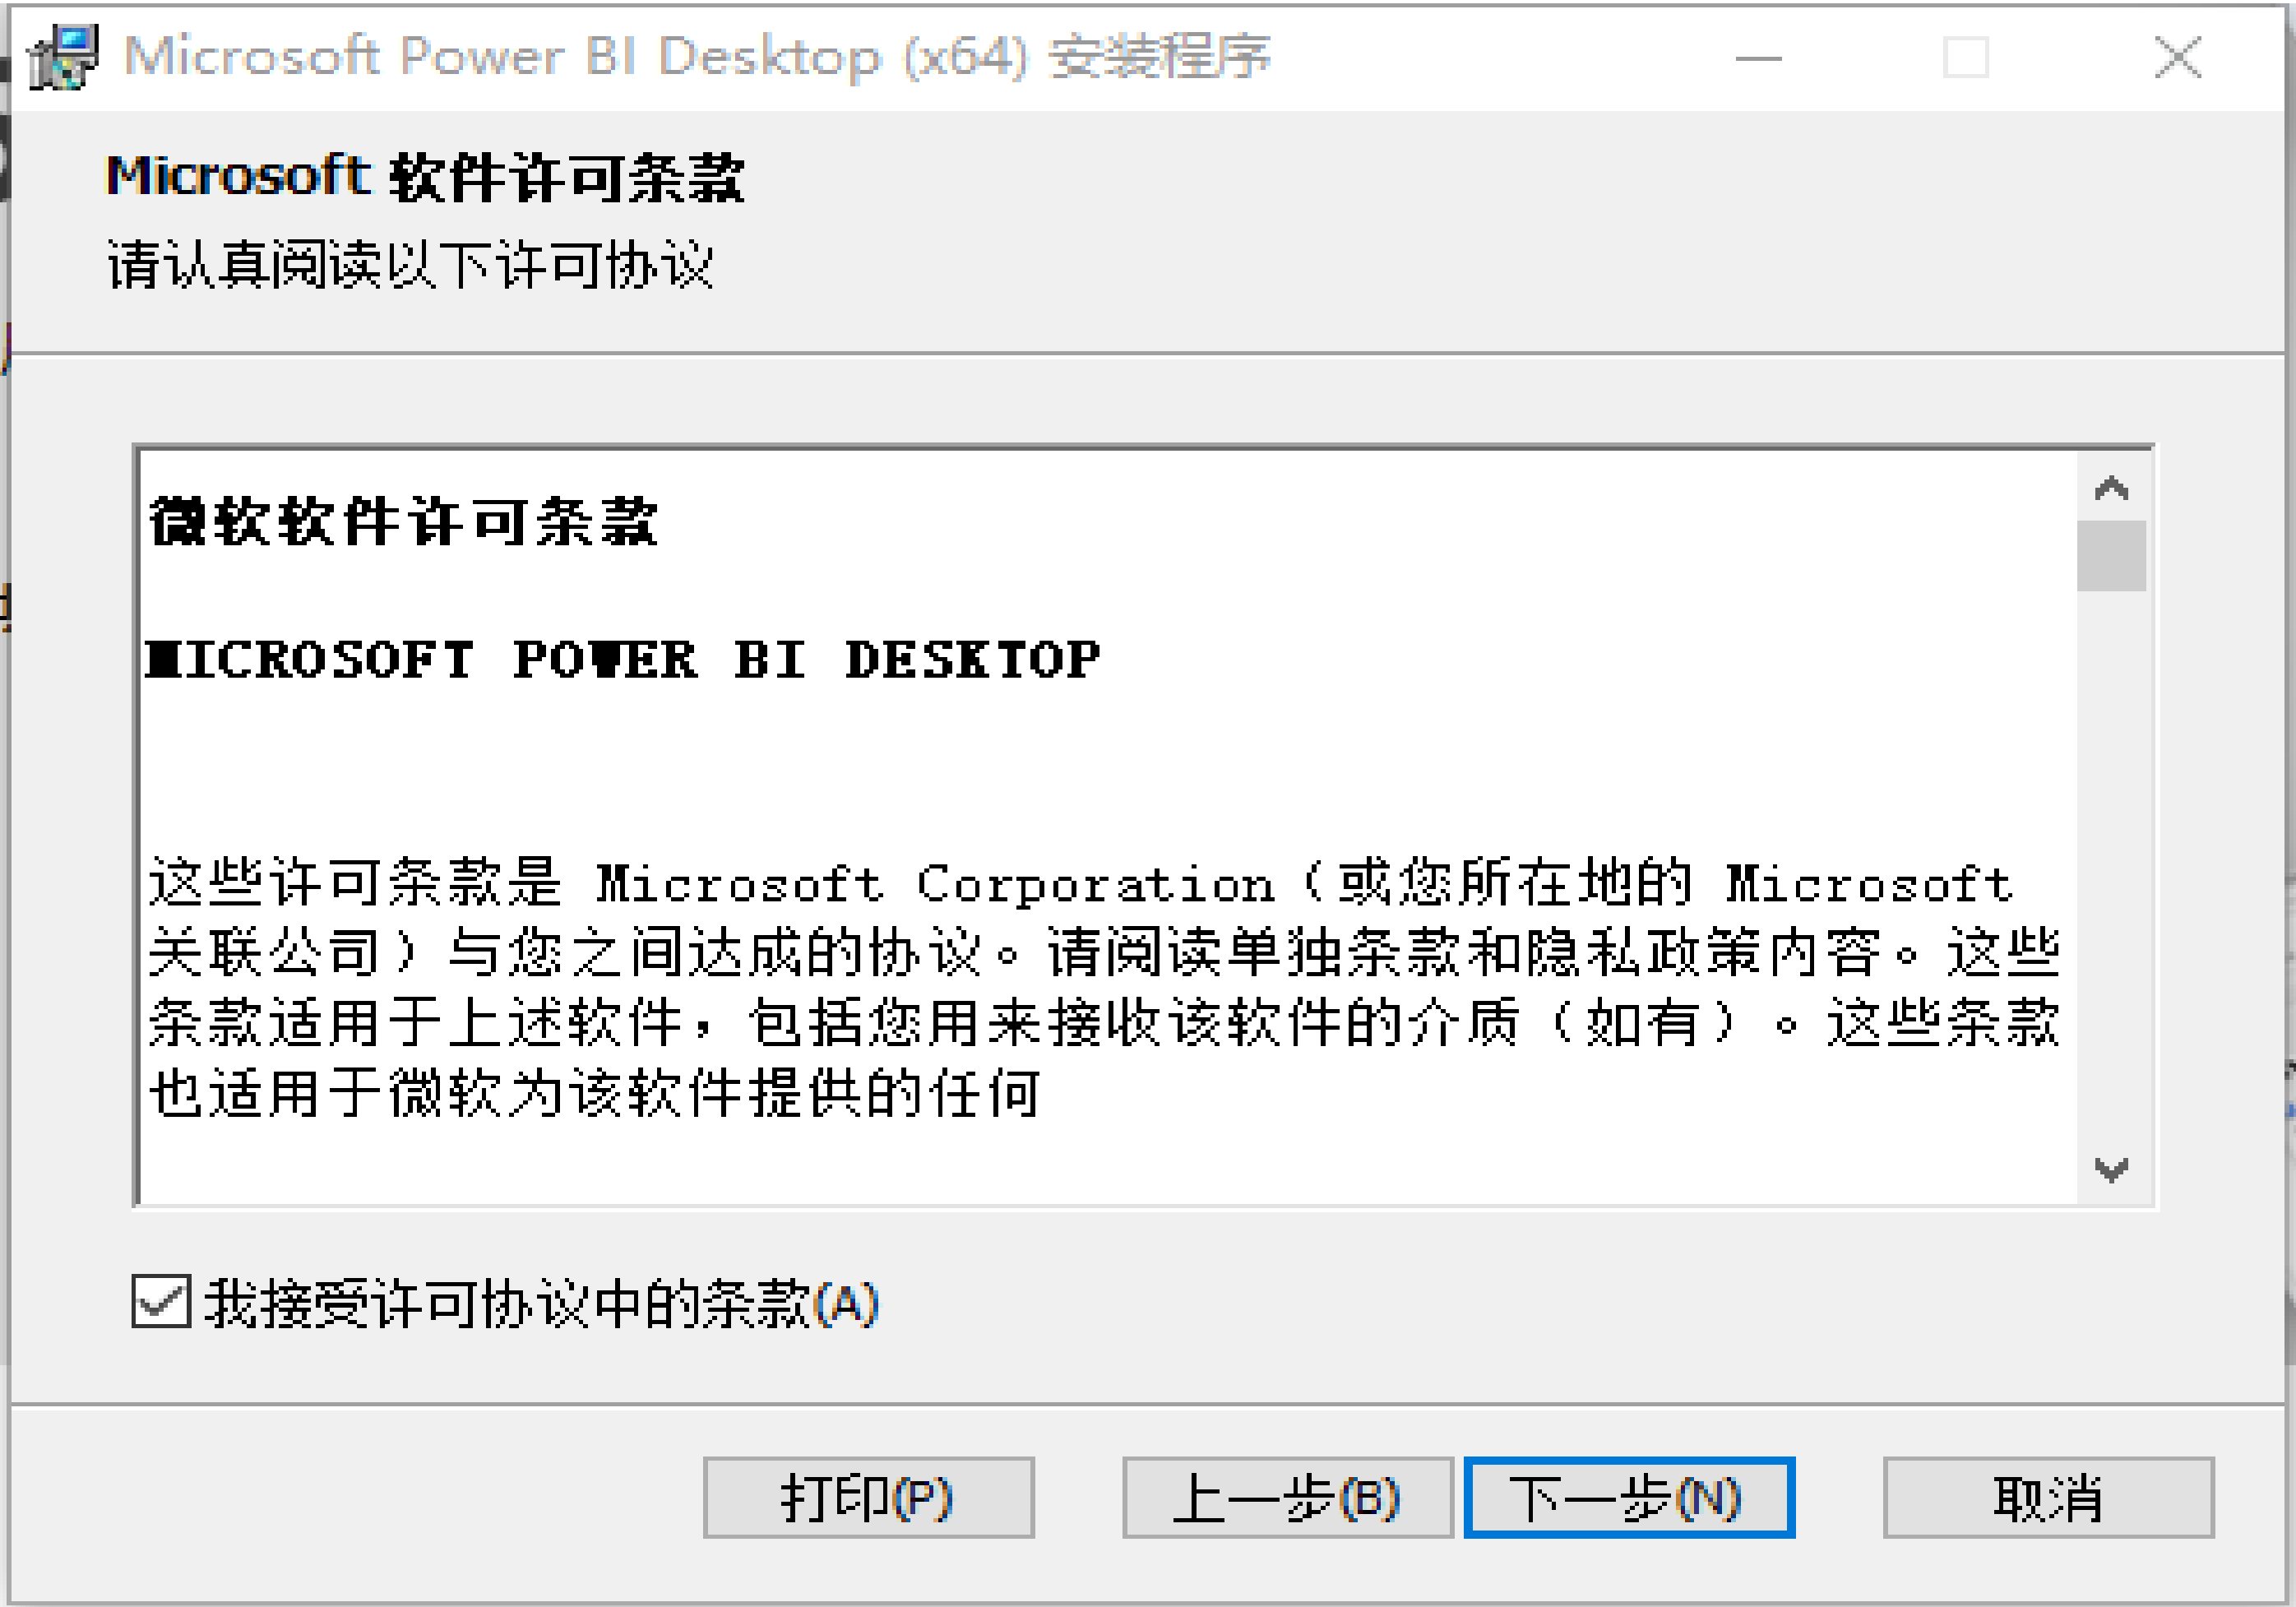 Microsoft Power BI Desktop (x64) 安装程序
Microsoft 软件许可条款
请认真阅读以下许可协议
微软软件许可条款
MICROSOFT POWER BI DESKTOP
这些许可条款是 Microsoft Corporation（或您所在地的 Microsoft
关联公司）与您之间达成的协议。请阅读单独条款和隐私政策内容。这些
条款适用于上述软件，包括您用来接收该软件的介质（如有）。这些条款
也适用于微软为该软件提供的任何
我接受许可协议中的条款(A)
打印(P)
上一步(B)
下一步(N)
取消